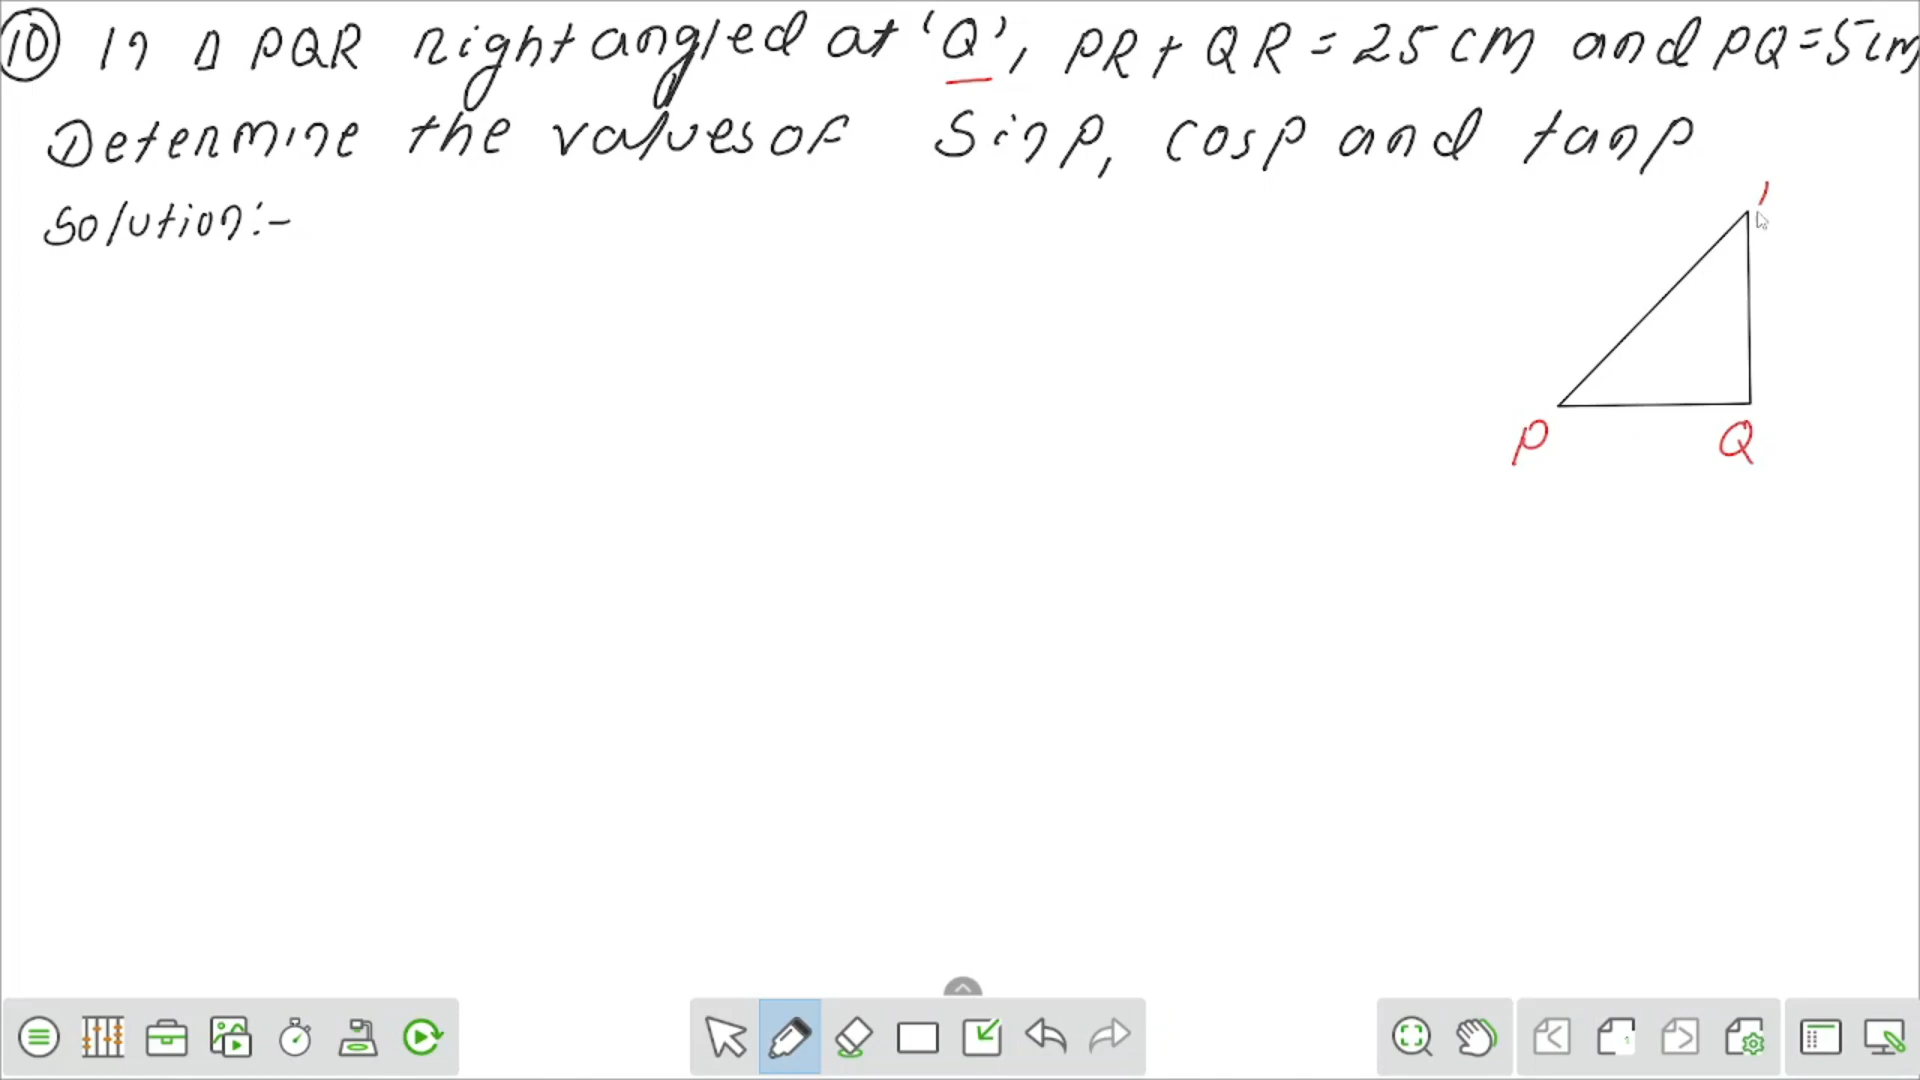 10 In Δ PQR right angled at 'Q', PR + QR = 25 cm and PQ = 5 cm
Determine the values of Sin P, cos P and tan P
Solution:-
P
Q